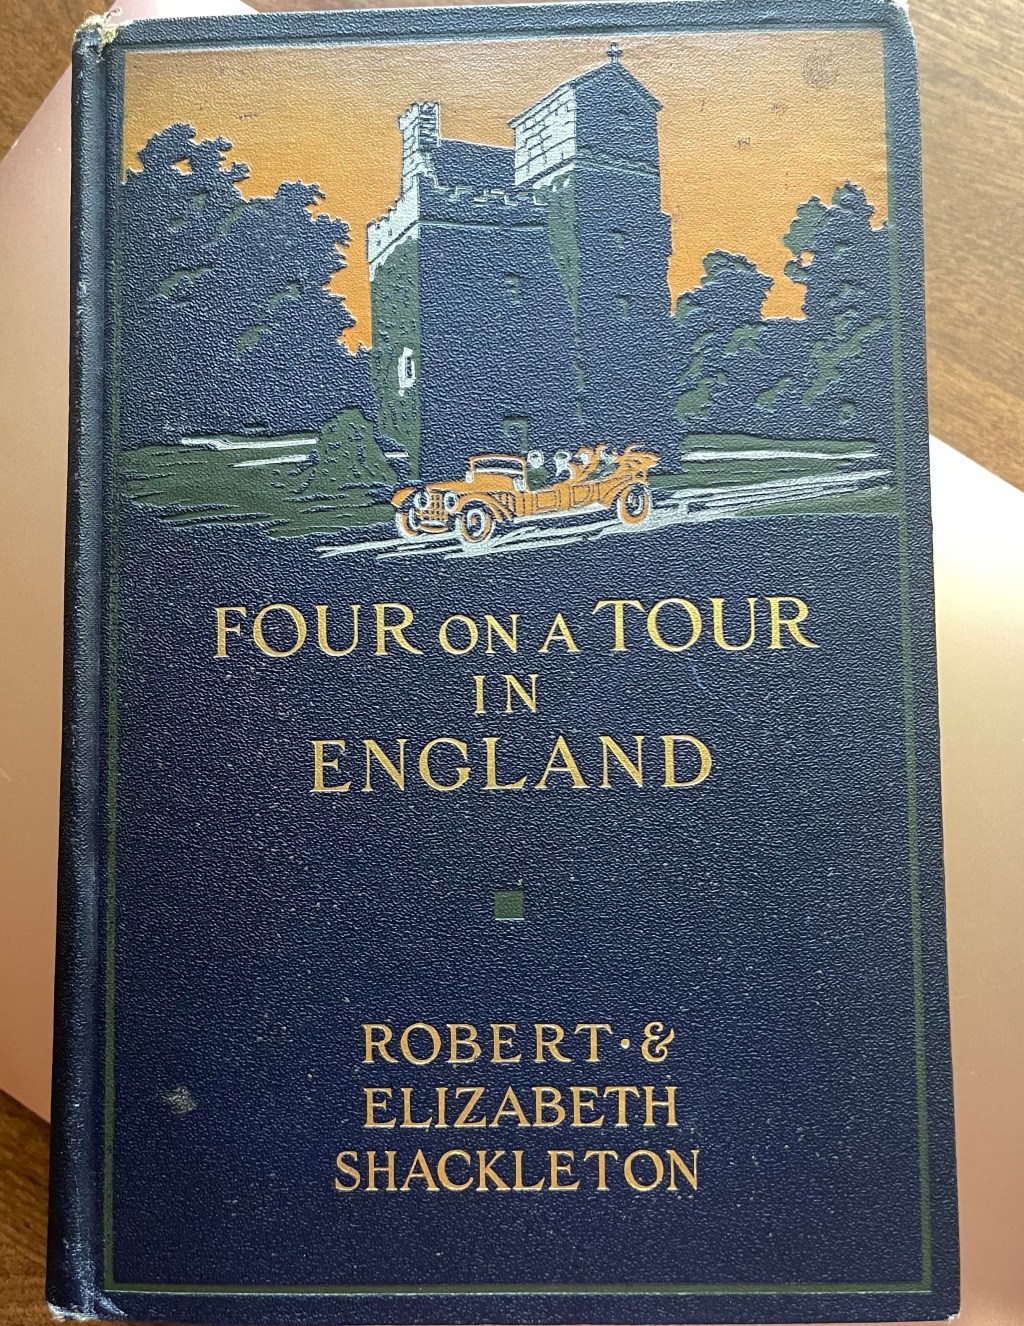 FOUR ON A TOUR
IN
ENGLAND
ROBERT · &
ELIZABETH
SHACKLETON